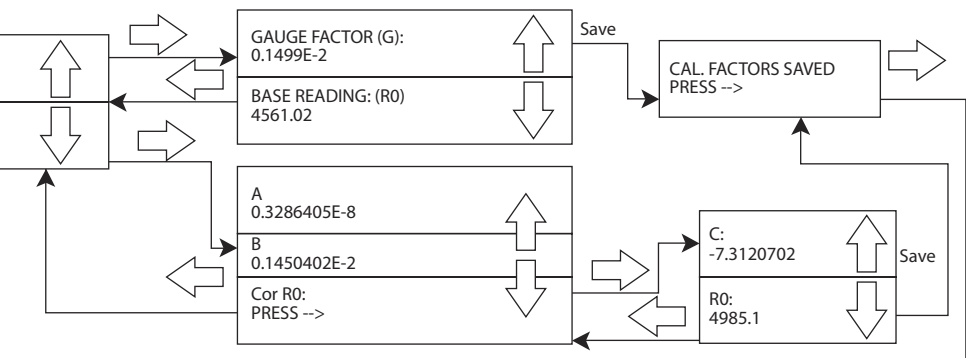 GAUGE FACTOR (G):
0.1499E-2
BASE READING: (R0)
4561.02
Save
CAL. FACTORS SAVED
PRESS -->
A
0.3286405E-8
B
0.1450402E-2
Cor R0:
PRESS -->
C:
-7.3120702
R0:
4985.1
Save